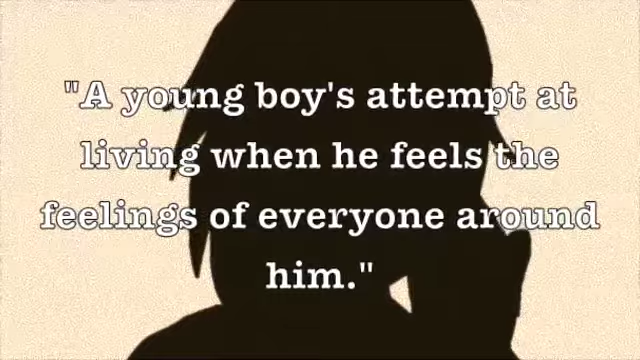 "A young boy's attempt at
living when he feels the
feelings of everyone around
him."